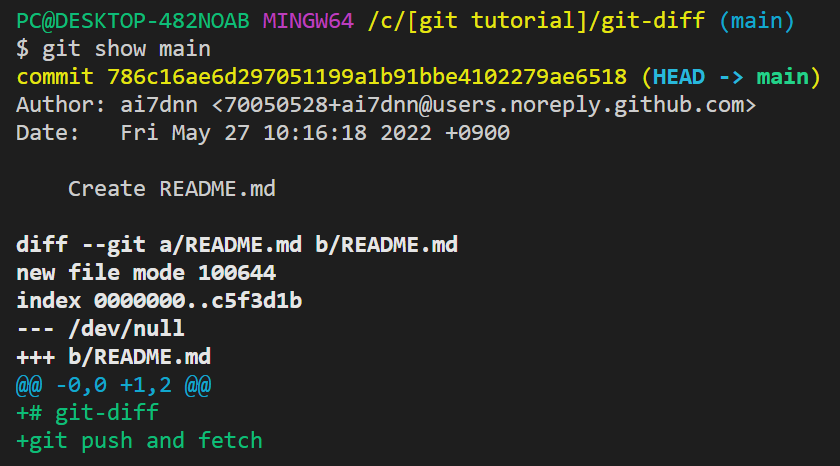 PC@DESKTOP-482NOAB MINGW64 /c/[git tutorial]/git-diff (main)
$ git show main
commit 786c16ae6d297051199a1b91bbe4102279ae6518 (HEAD -> main)
Author: ai7dnn <70050528+ai7dnn@users.noreply.github.com>
Date:   Fri May 27 10:16:18 2022 +0900
    Create README.md
diff --git a/README.md b/README.md
new file mode 100644
index 0000000..c5f3d1b
--- /dev/null
+++ b/README.md
@@ -0,0 +1,2 @@
+# git-diff
+git push and fetch